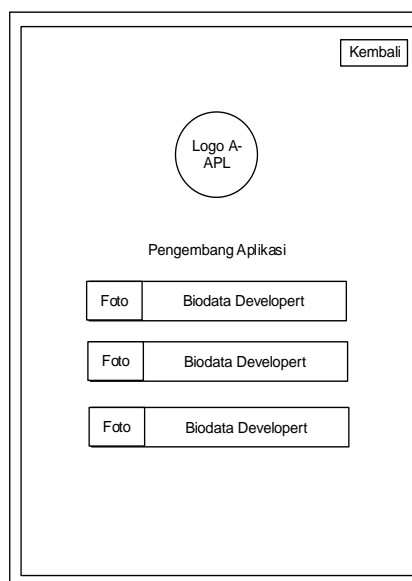 Kembali
Logo A-
APL
Pengembang Aplikasi
Foto
Biodata Developert
Foto
Biodata Developert
Foto
Biodata Developert